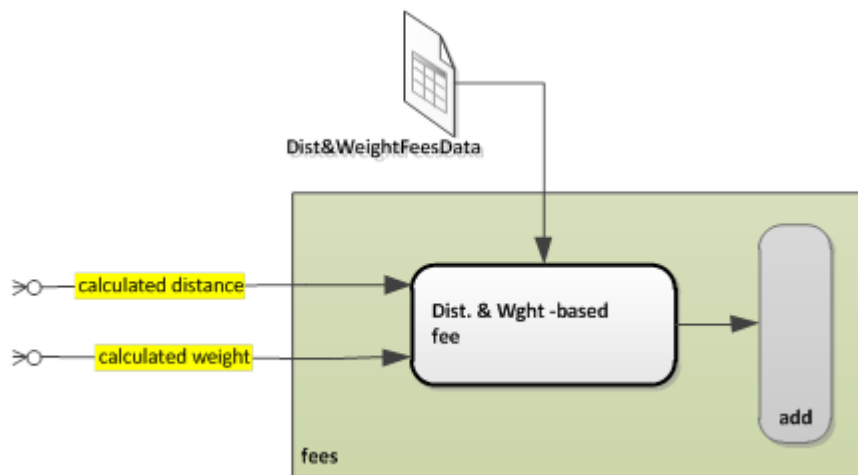 Dist&WeightFeesData
calculated distance
Dist. & Wght -based
fee
calculated weight
add
fees